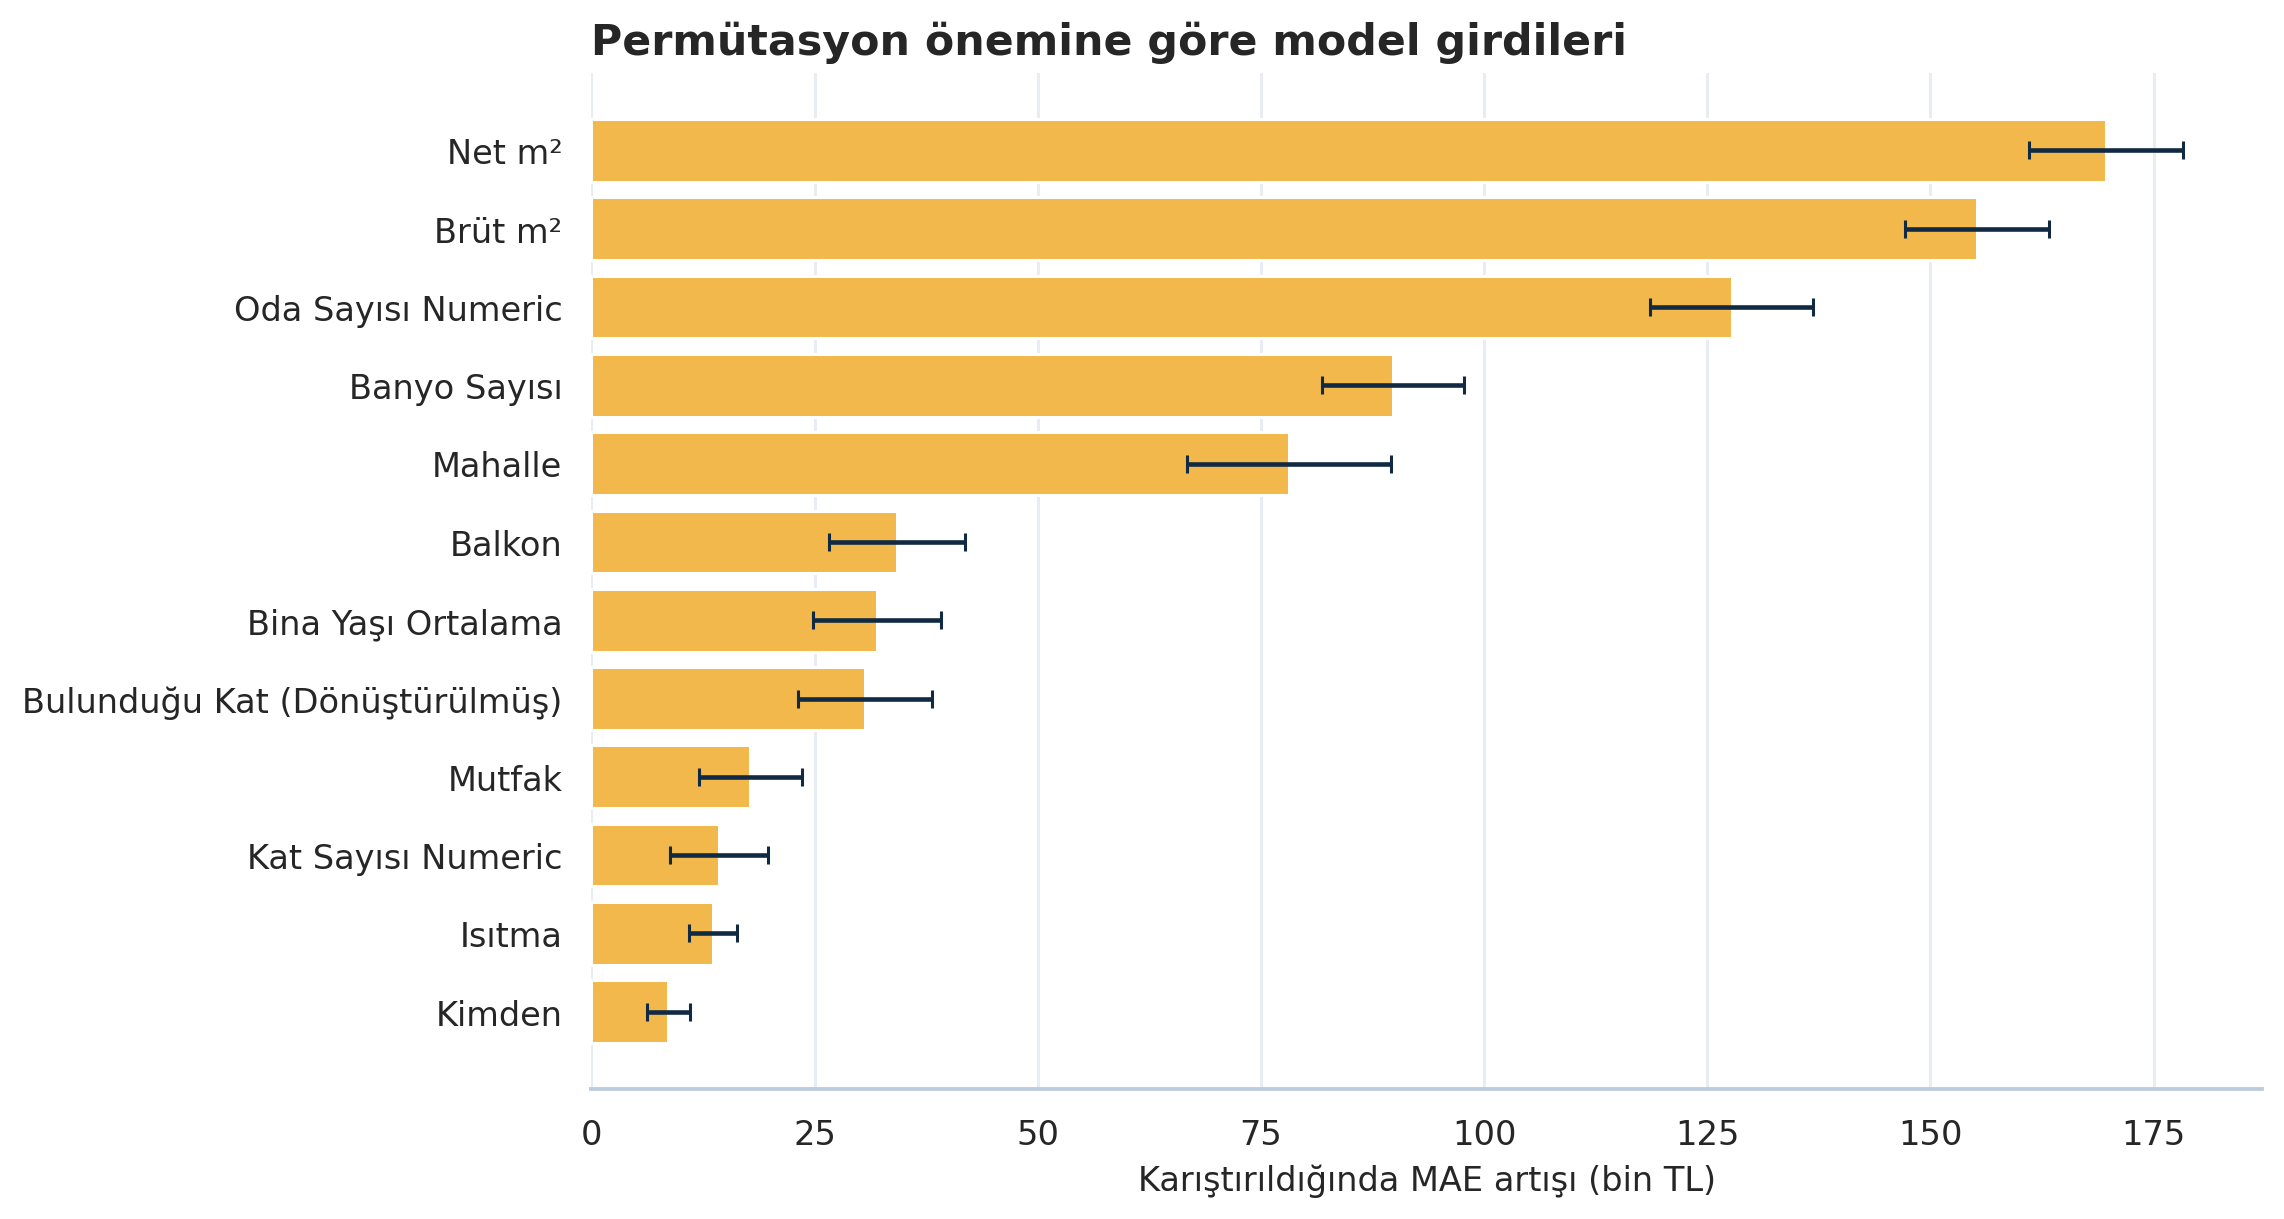 Permütasyon önemine göre model girdileri
Net m²
Brüt m²
Oda Sayısı Numeric
Banyo Sayısı
Mahalle
Balkon
Bina Yaşı Ortalama
Bulunduğu Kat (Dönüştürülmüş)
Mutfak
Kat Sayısı Numeric
Isıtma
Kimden
0 25 50 75 100 125 150 175
Karıştırıldığında MAE artışı (bin TL)